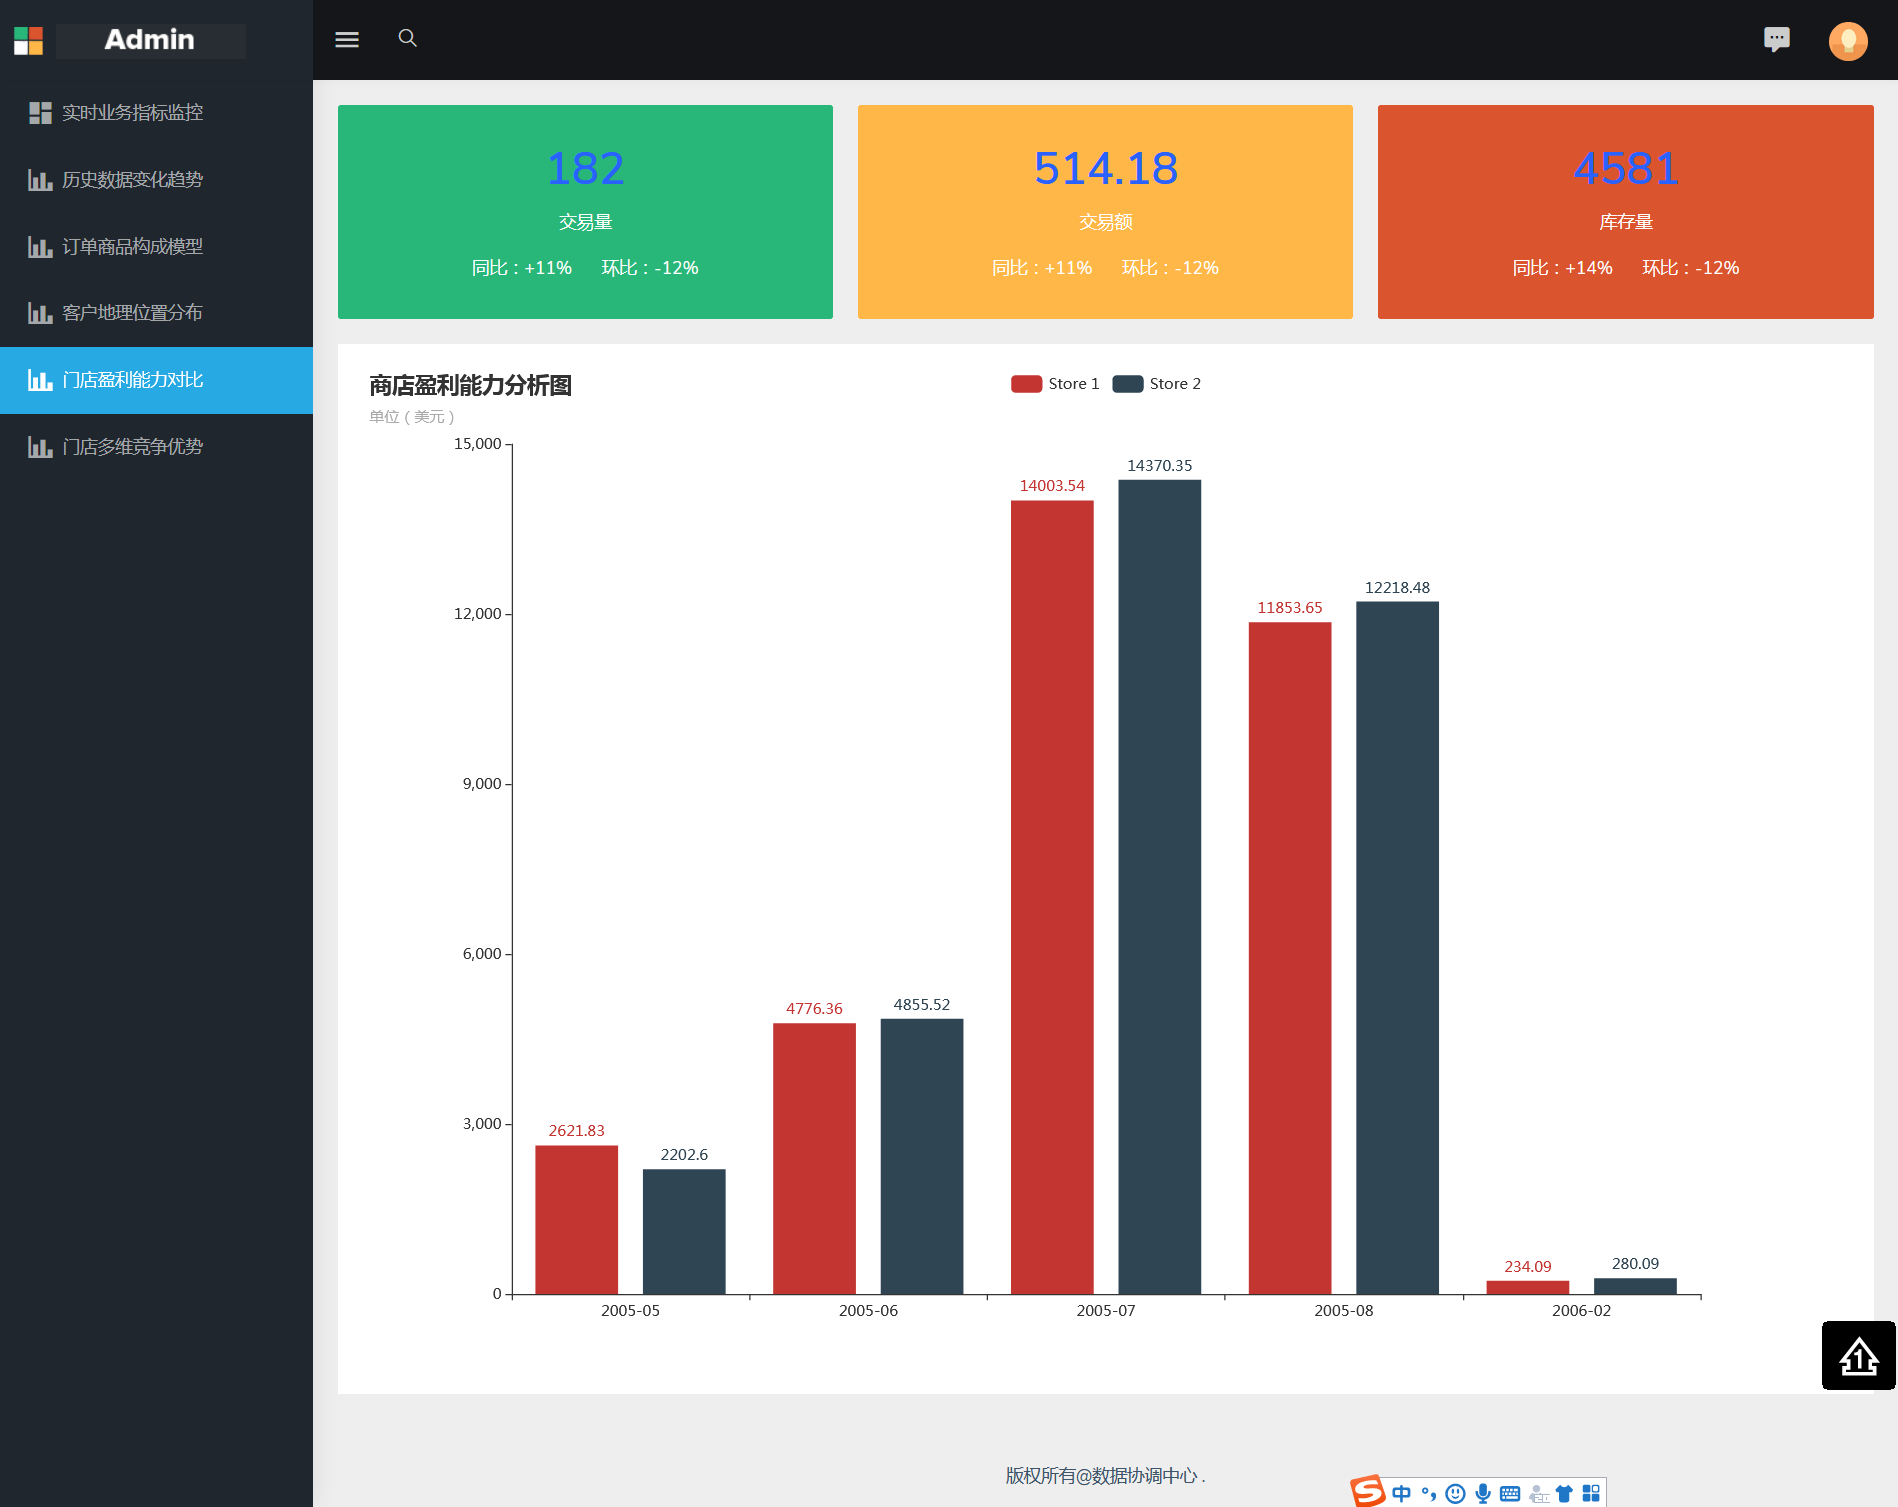 Admin
实时业务指标监控
历史数据变化趋势
订单商品构成模型
客户地理位置分布
门店盈利能力对比
门店多维竞争优势
182
交易量
同比：+11% 环比：-12%
514.18
交易额
同比：+11% 环比：-12%
4581
库存量
同比：+14% 环比：-12%
商店盈利能力分析图
单位（美元）
Store 1 Store 2
15,000
12,000
9,000
6,000
3,000
0
2621.83
2202.6
4776.36
4855.52
14003.54
14370.35
11853.65
12218.48
234.09
280.09
2005-05 2005-06 2005-07 2005-08 2006-02
1
版权所有@数据协调中心 .
S 中